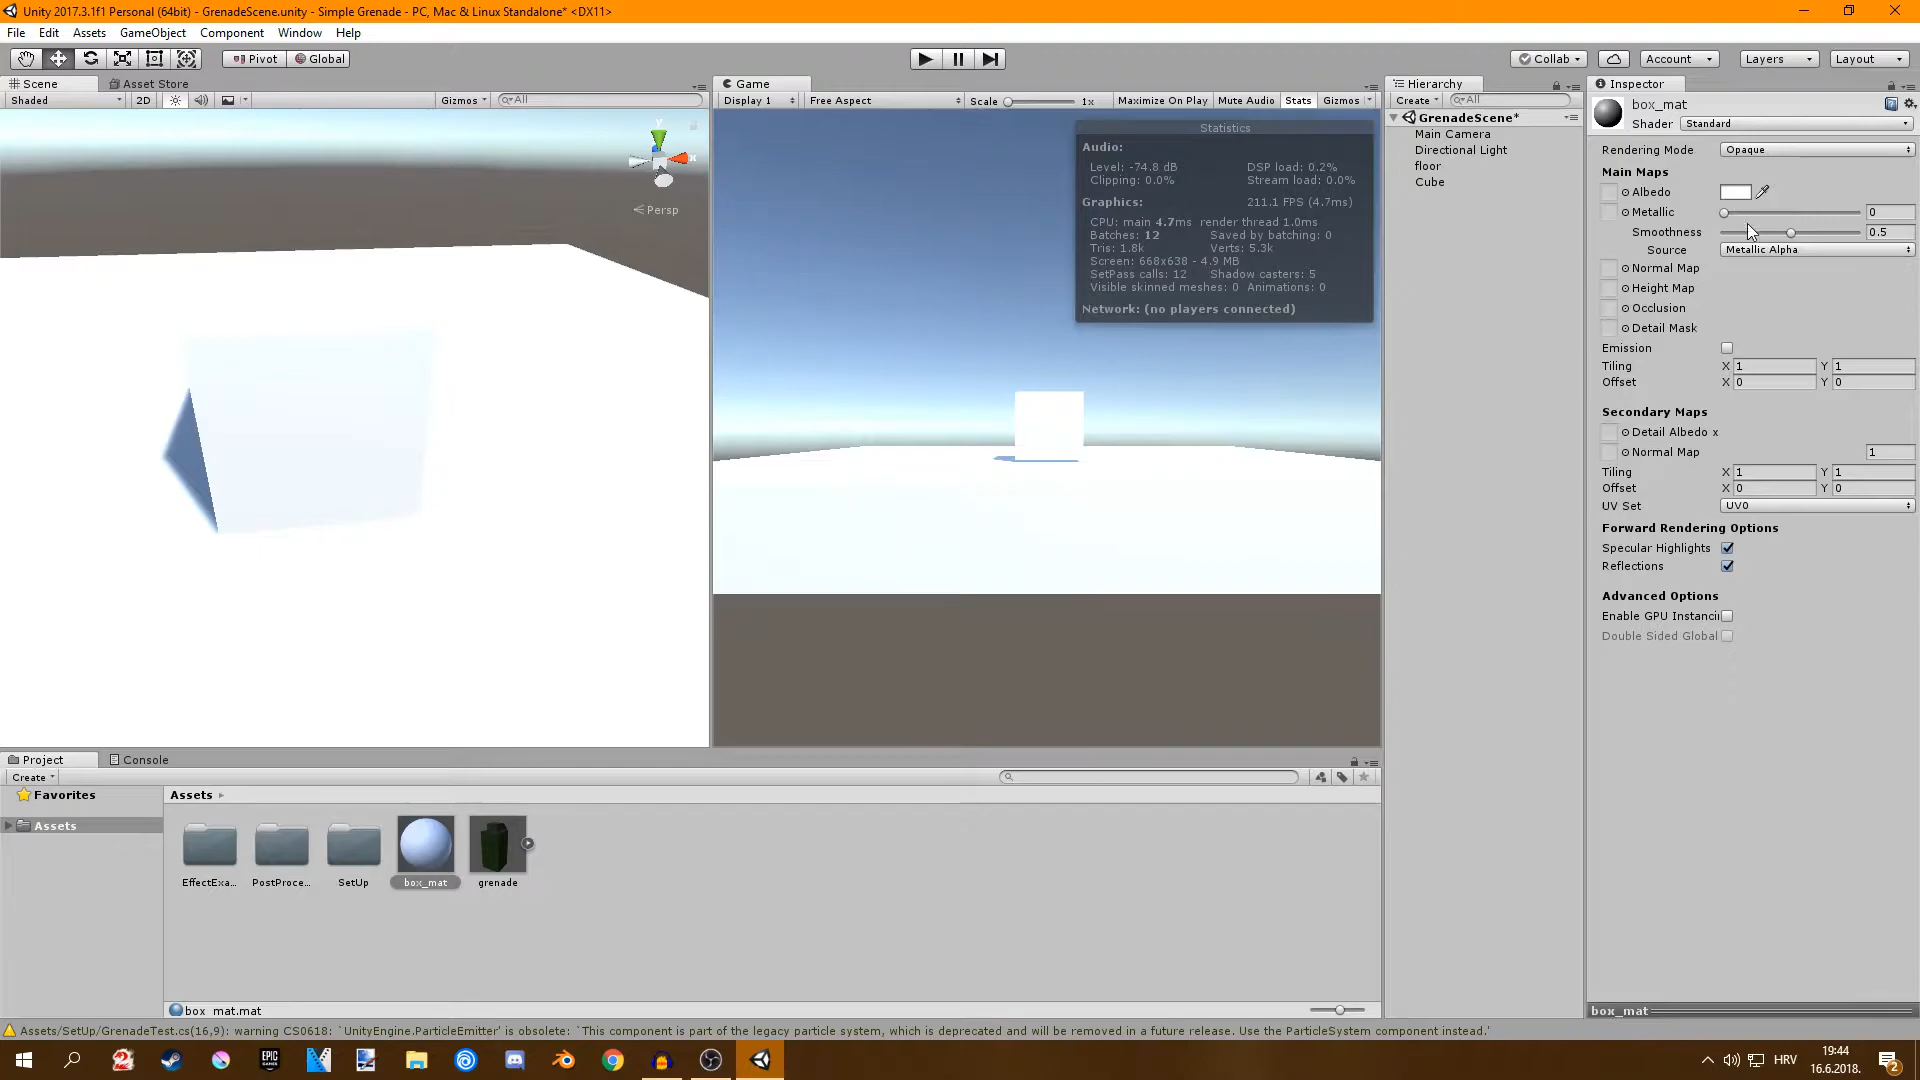 Unity 2017.3.1f1 Personal (64bit) - GrenadeScene.unity - Simple Grenade - PC, Mac & Linux Standalone* <DX11>
File Edit Assets GameObject Component Window Help
Pivot Global Collab Account Layers Layout
Scene Asset Store
Shaded 2D Gizmos All
Game
Display 1 Free Aspect Scale 1x Maximize On Play Mute Audio Stats Gizmos
y
x
Persp
Statistics
Audio:
Level: -74.8 dB DSP load: 0.2%
Clipping: 0.0% Stream load: 0.0%
Graphics: 211.1 FPS (4.7ms)
CPU: main 4.7ms render thread 1.0ms
Batches: 12 Saved by batching: 0
Tris: 1.8k Verts: 5.3k
Screen: 668x638 - 4.9 MB
SetPass calls: 12 Shadow casters: 5
Visible skinned meshes: 0 Animations: 0
Network: (no players connected)
Hierarchy
Create All
GrenadeScene*
Main Camera
Directional Light
floor
Cube
Inspector
box_mat
Shader Standard
Rendering Mode Opaque
Main Maps
Albedo
Metallic 0
Smoothness 0.5
Source Metallic Alpha
Normal Map
Height Map
Occlusion
Detail Mask
Emission
Tiling X 1 Y 1
Offset X 0 Y 0
Secondary Maps
Detail Albedo x
Normal Map 1
Tiling X 1 Y 1
Offset X 0 Y 0
UV Set UV0
Forward Rendering Options
Specular Highlights
Reflections
Advanced Options
Enable GPU Instancii
Double Sided Global
box_mat
Project Console
Create
Favorites
Assets
Assets
EffectExa... PostProce... SetUp box_mat grenade
box_mat.mat
Assets/SetUp/GrenadeTest.cs(16,9): warning CS0618: `UnityEngine.ParticleEmitter' is obsolete: `This component is part of the legacy particle system, which is deprecated and will be removed in a future release. Use the ParticleSystem component instead.'
EPIC GAMES
HRV
19:44
16.6.2018.
2